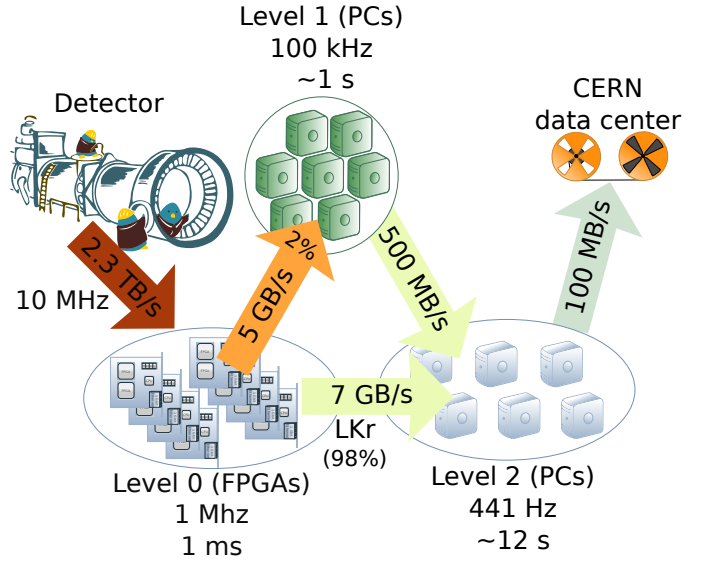 Level 1 (PCs)
100 kHz
~1 s
Detector
CERN
data center
2.3 TB/s
10 MHz
2%
5 GB/s
500 MB/s
100 MB/s
7 GB/s
LKr
(98%)
Level 0 (FPGAs)
1 Mhz
1 ms
Level 2 (PCs)
441 Hz
~12 s